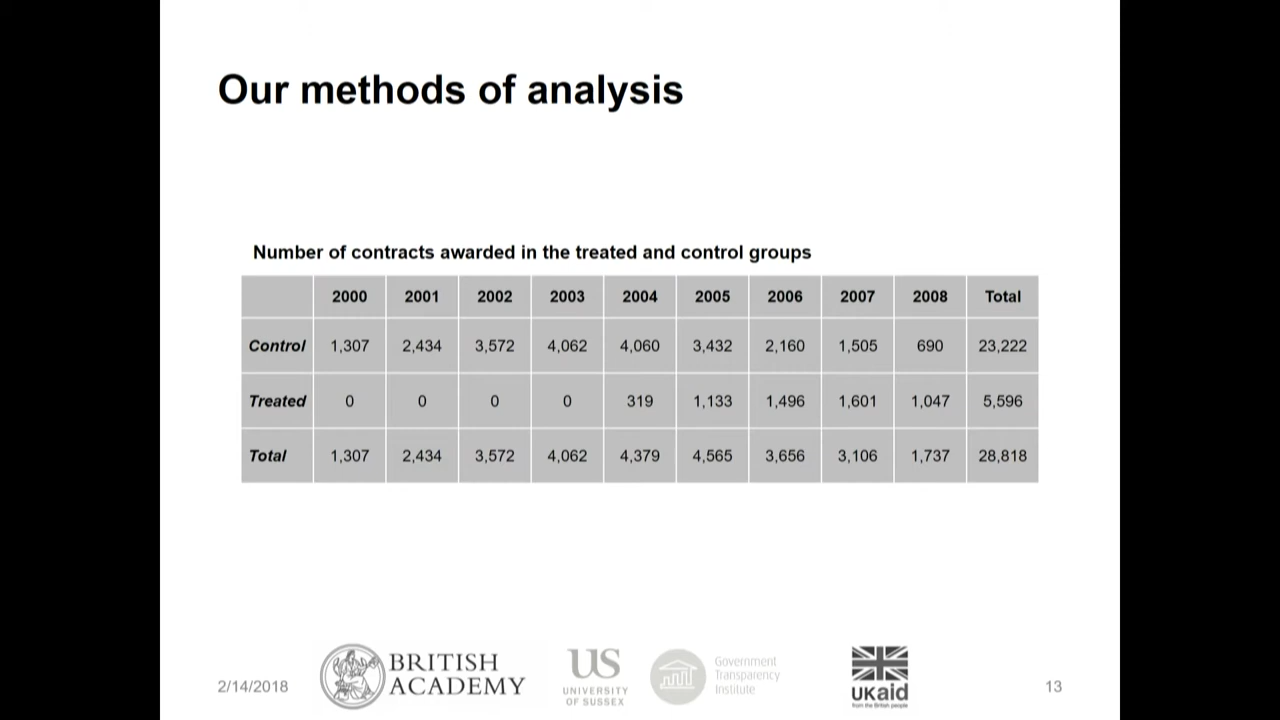 Our methods of analysis
Number of contracts awarded in the treated and control groups
2000 2001 2002 2003 2004 2005 2006 2007 2008 Total
Control 1,307 2,434 3,572 4,062 4,060 3,432 2,160 1,505 690 23,222
Treated 0 0 0 0 319 1,133 1,496 1,601 1,047 5,596
Total 1,307 2,434 3,572 4,062 4,379 4,565 3,656 3,106 1,737 28,818
2/14/2018
BRITISH
ACADEMY
US
UNIVERSITY
OF SUSSEX
Government
Transparency
Institute
UKaid
from the British people
13